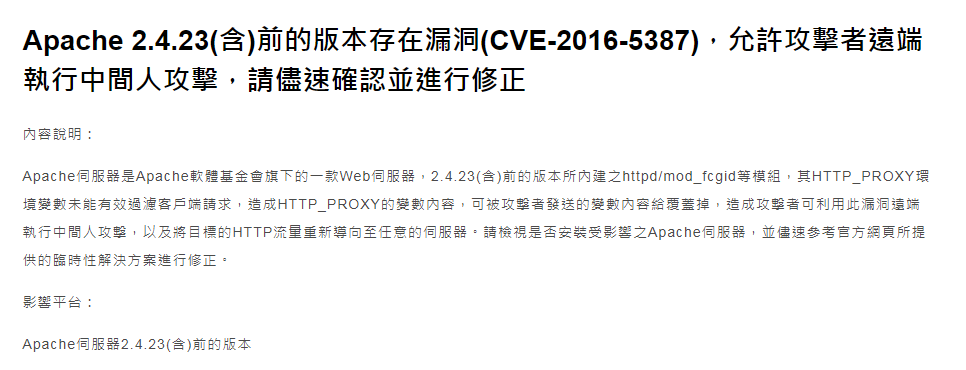 Apache 2.4.23(含)前的版本存在漏洞(CVE-2016-5387)，允許攻擊者遠端
執行中間人攻擊，請儘速確認並進行修正
內容說明：
Apache伺服器是Apache軟體基金會旗下的一款Web伺服器，2.4.23(含)前的版本所內建之httpd/mod_fcgid等模組，其HTTP_PROXY環
境變數未能有效過濾客戶端請求，造成HTTP_PROXY的變數內容，可被攻擊者發送的變數內容給覆蓋掉，造成攻擊者可利用此漏洞遠端
執行中間人攻擊，以及將目標的HTTP流量重新導向至任意的伺服器。請檢視是否安裝受影響之Apache伺服器，並儘速參考官方網頁所提
供的臨時性解決方案進行修正。
影響平台：
Apache伺服器2.4.23(含)前的版本